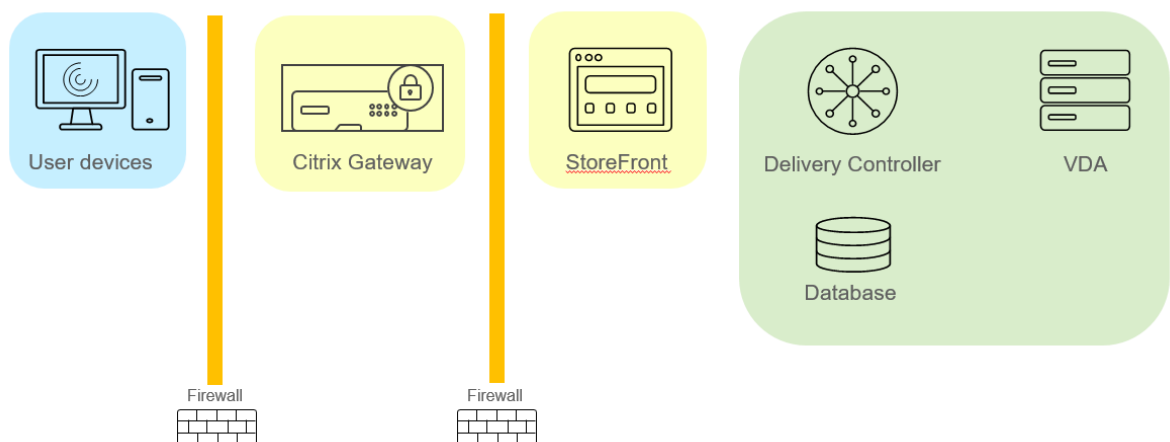 User devices
Citrix Gateway
StoreFront
Delivery Controller
VDA
Database
Firewall
Firewall